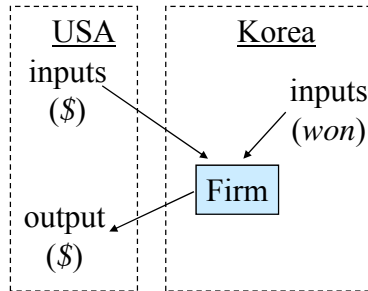 USA
inputs
($)
output
($)
Korea
inputs
(won)
Firm